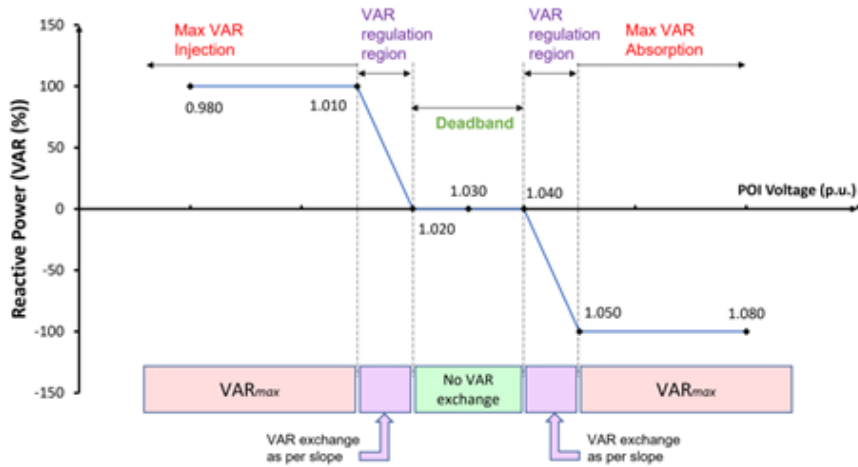 Reactive Power (VAR (%))
150
100
50
0
-50
-100
-150
Max VAR
Injection
VAR
regulation
region
VAR
regulation
region
Max VAR
Absorption
Deadband
0.980
1.010
1.020
1.030
1.040
1.050
1.080
POI Voltage (p.u.)
VARmax
No VAR
exchange
VARmax
VAR exchange
as per slope
VAR exchange
as per slope